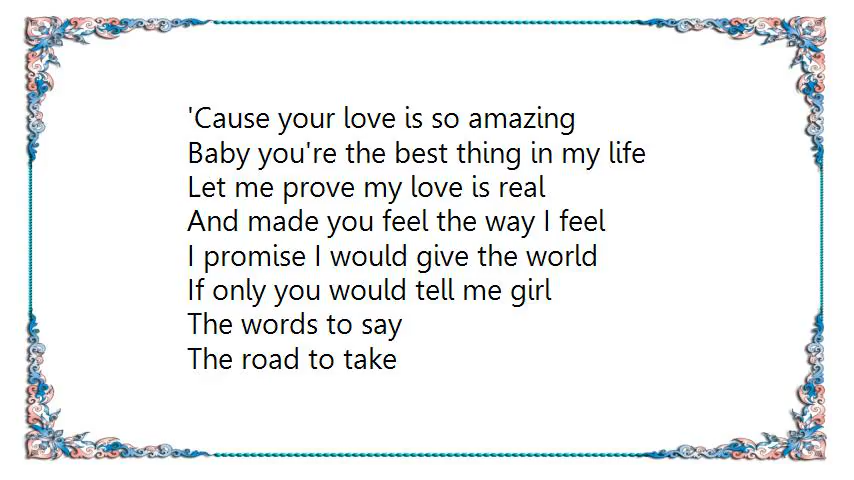 'Cause your love is so amazing
Baby you're the best thing in my life
Let me prove my love is real
And made you feel the way I feel
I promise I would give the world
If only you would tell me girl
The words to say
The road to take